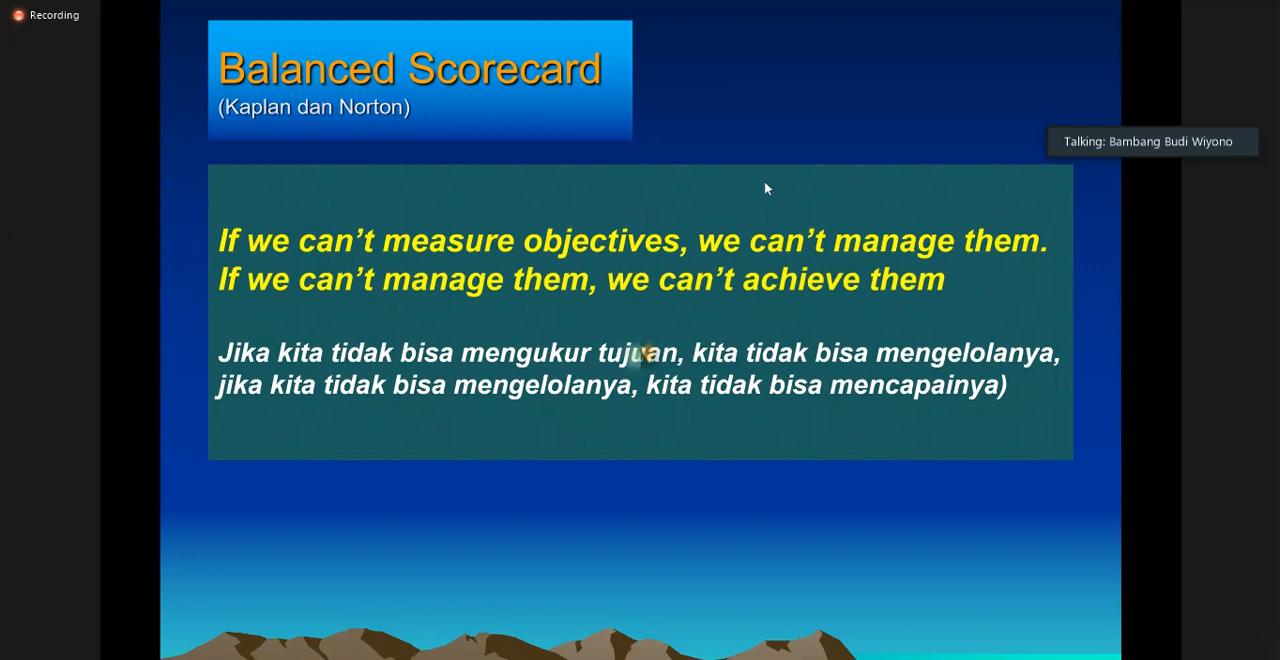 Recording
Balanced Scorecard
(Kaplan dan Norton)
Talking: Bambang Budi Wiyono
If we can’t measure objectives, we can’t manage them.
If we can’t manage them, we can’t achieve them
Jika kita tidak bisa mengukur tujuan, kita tidak bisa mengelolanya,
jika kita tidak bisa mengelolanya, kita tidak bisa mencapainya)